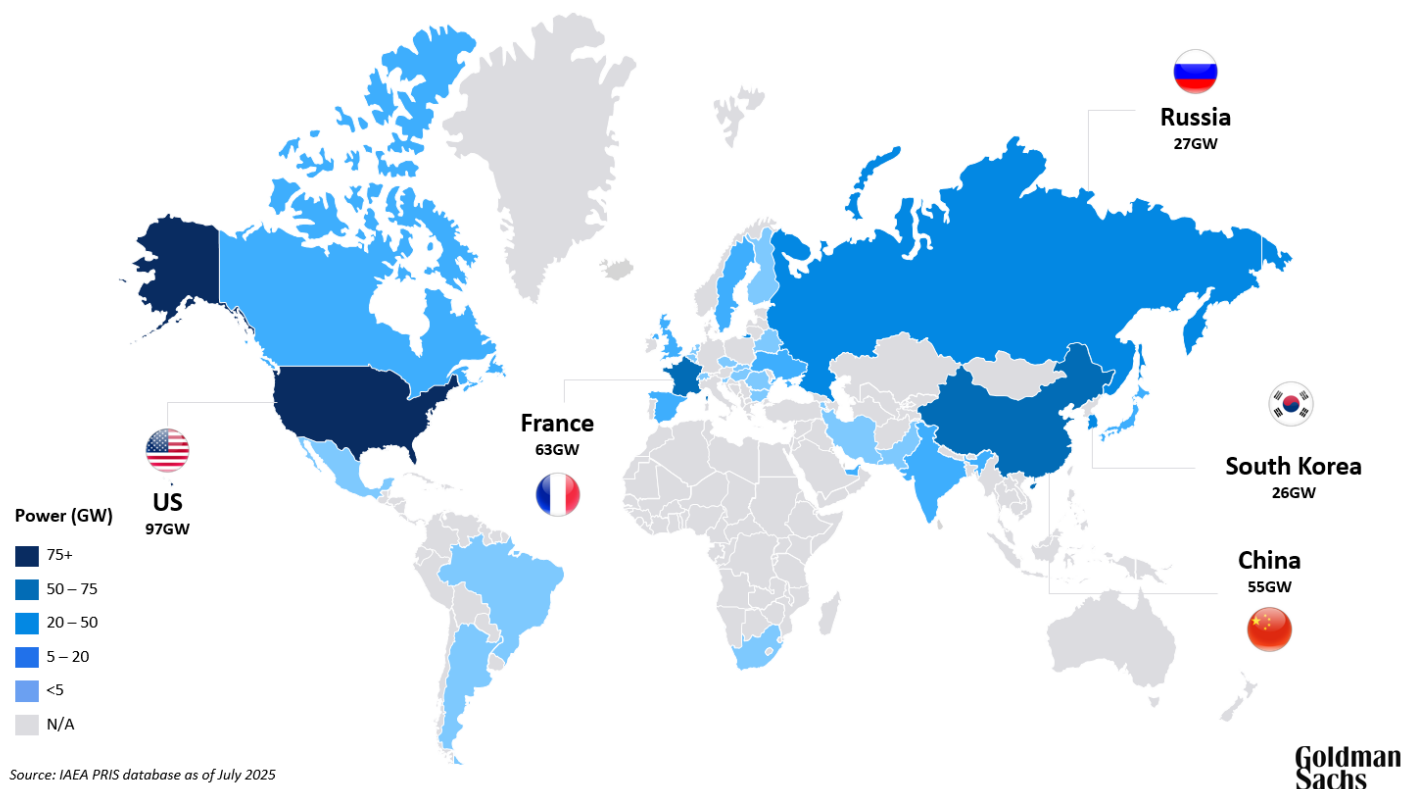 Russia
27GW
France
63GW
South Korea
26GW
US
97GW
China
55GW
Power (GW)
75+
50 – 75
20 – 50
5 – 20
<5
N/A
Source: IAEA PRIS database as of July 2025
Goldman
Sachs